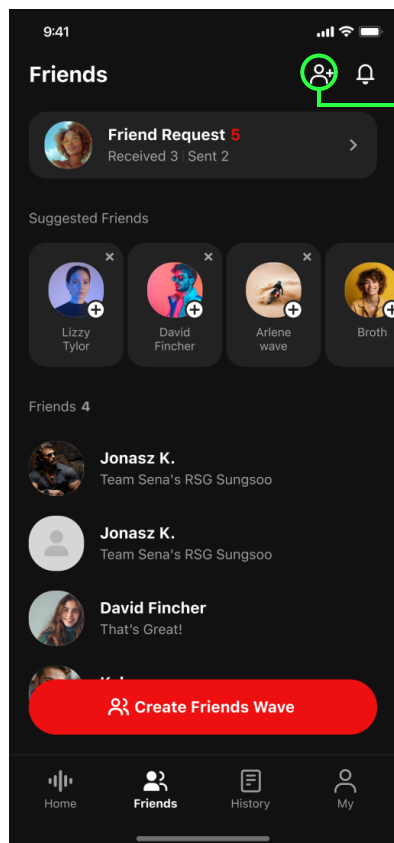 9:41
Friends
Friend Request 5
Received 3 | Sent 2
Suggested Friends
Lizzy
Tylor
David
Fincher
Arlene
wave
Broth
Friends 4
Jonasz K.
Team Sena's RSG Sungsoo
Jonasz K.
Team Sena's RSG Sungsoo
David Fincher
That's Great!
Create Friends Wave
Home
Friends
History
My